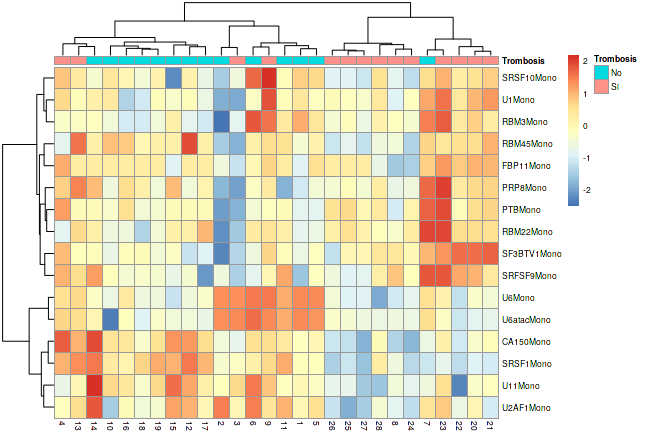 Trombosis
SRSF10Mono
U1Mono
RBM3Mono
RBM45Mono
FBP11Mono
PRP8Mono
PTBMono
RBM22Mono
SF3BTV1Mono
SRFSF9Mono
U6Mono
U6atacMono
CA150Mono
SRSF1Mono
U11Mono
U2AF1Mono
4 13 14 10 16 18 19 15 12 17 2 3 6 9 11 1 5 26 25 27 28 8 24 7 23 22 20 21
2
1
0
-1
-2
Trombosis
No
SI